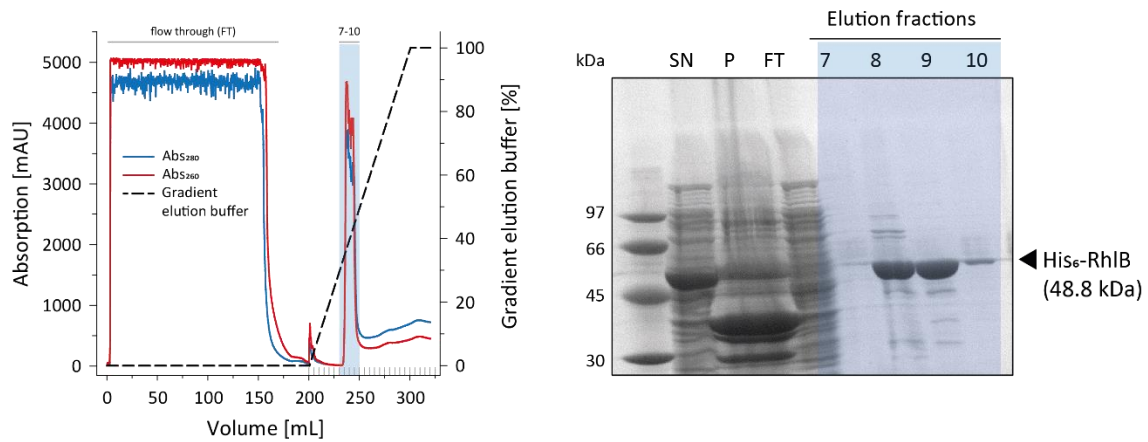 flow through (FT)
7-10
5000
4000
3000
2000
1000
0
Absorption [mAU]
100
80
60
40
20
0
Gradient elution buffer [%]
Abs₂₈₀
Abs₂₆₀
Gradient
elution buffer
0 50 100 150 200 250 300
Volume [mL]
Elution fractions
kDa SN P FT 7 8 9 10
97
66
45
30
His₆-RhlB
(48.8 kDa)